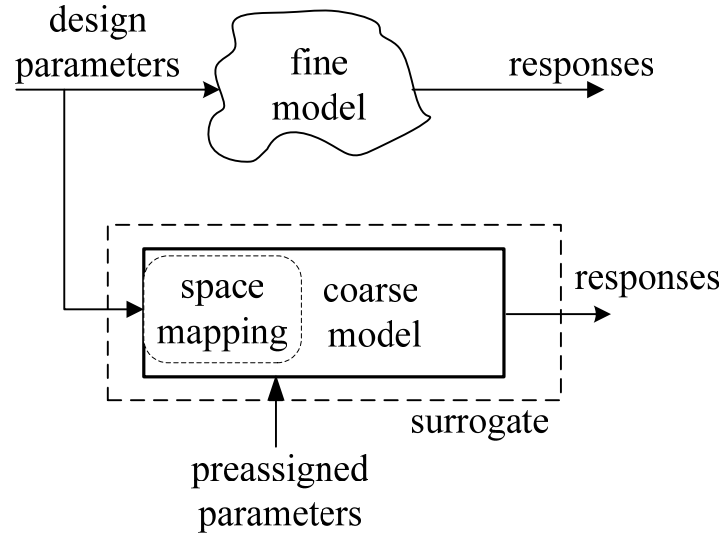 design
parameters
fine
model
responses
space
mapping
coarse
model
responses
surrogate
preassigned
parameters